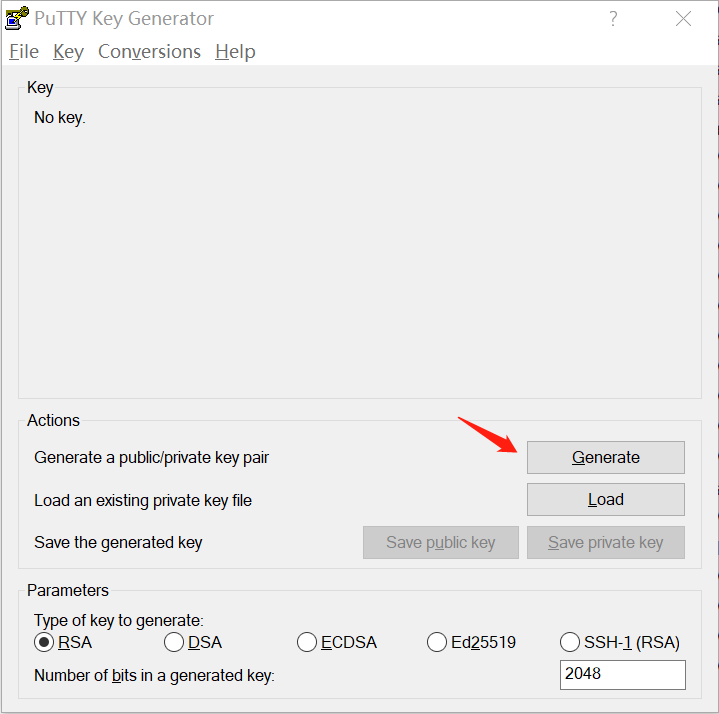 PuTTY Key Generator ?
File Key Conversions Help
Key
No key.
Actions
Generate a public/private key pair Generate
Load an existing private key file Load
Save the generated key Save public key Save private key
Parameters
Type of key to generate:
RSA DSA ECDSA Ed25519 SSH-1 (RSA)
Number of bits in a generated key: 2048